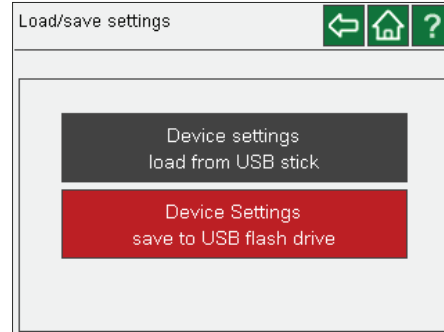 Load/save settings
?
Device settings
load from USB stick
Device Settings
save to USB flash drive